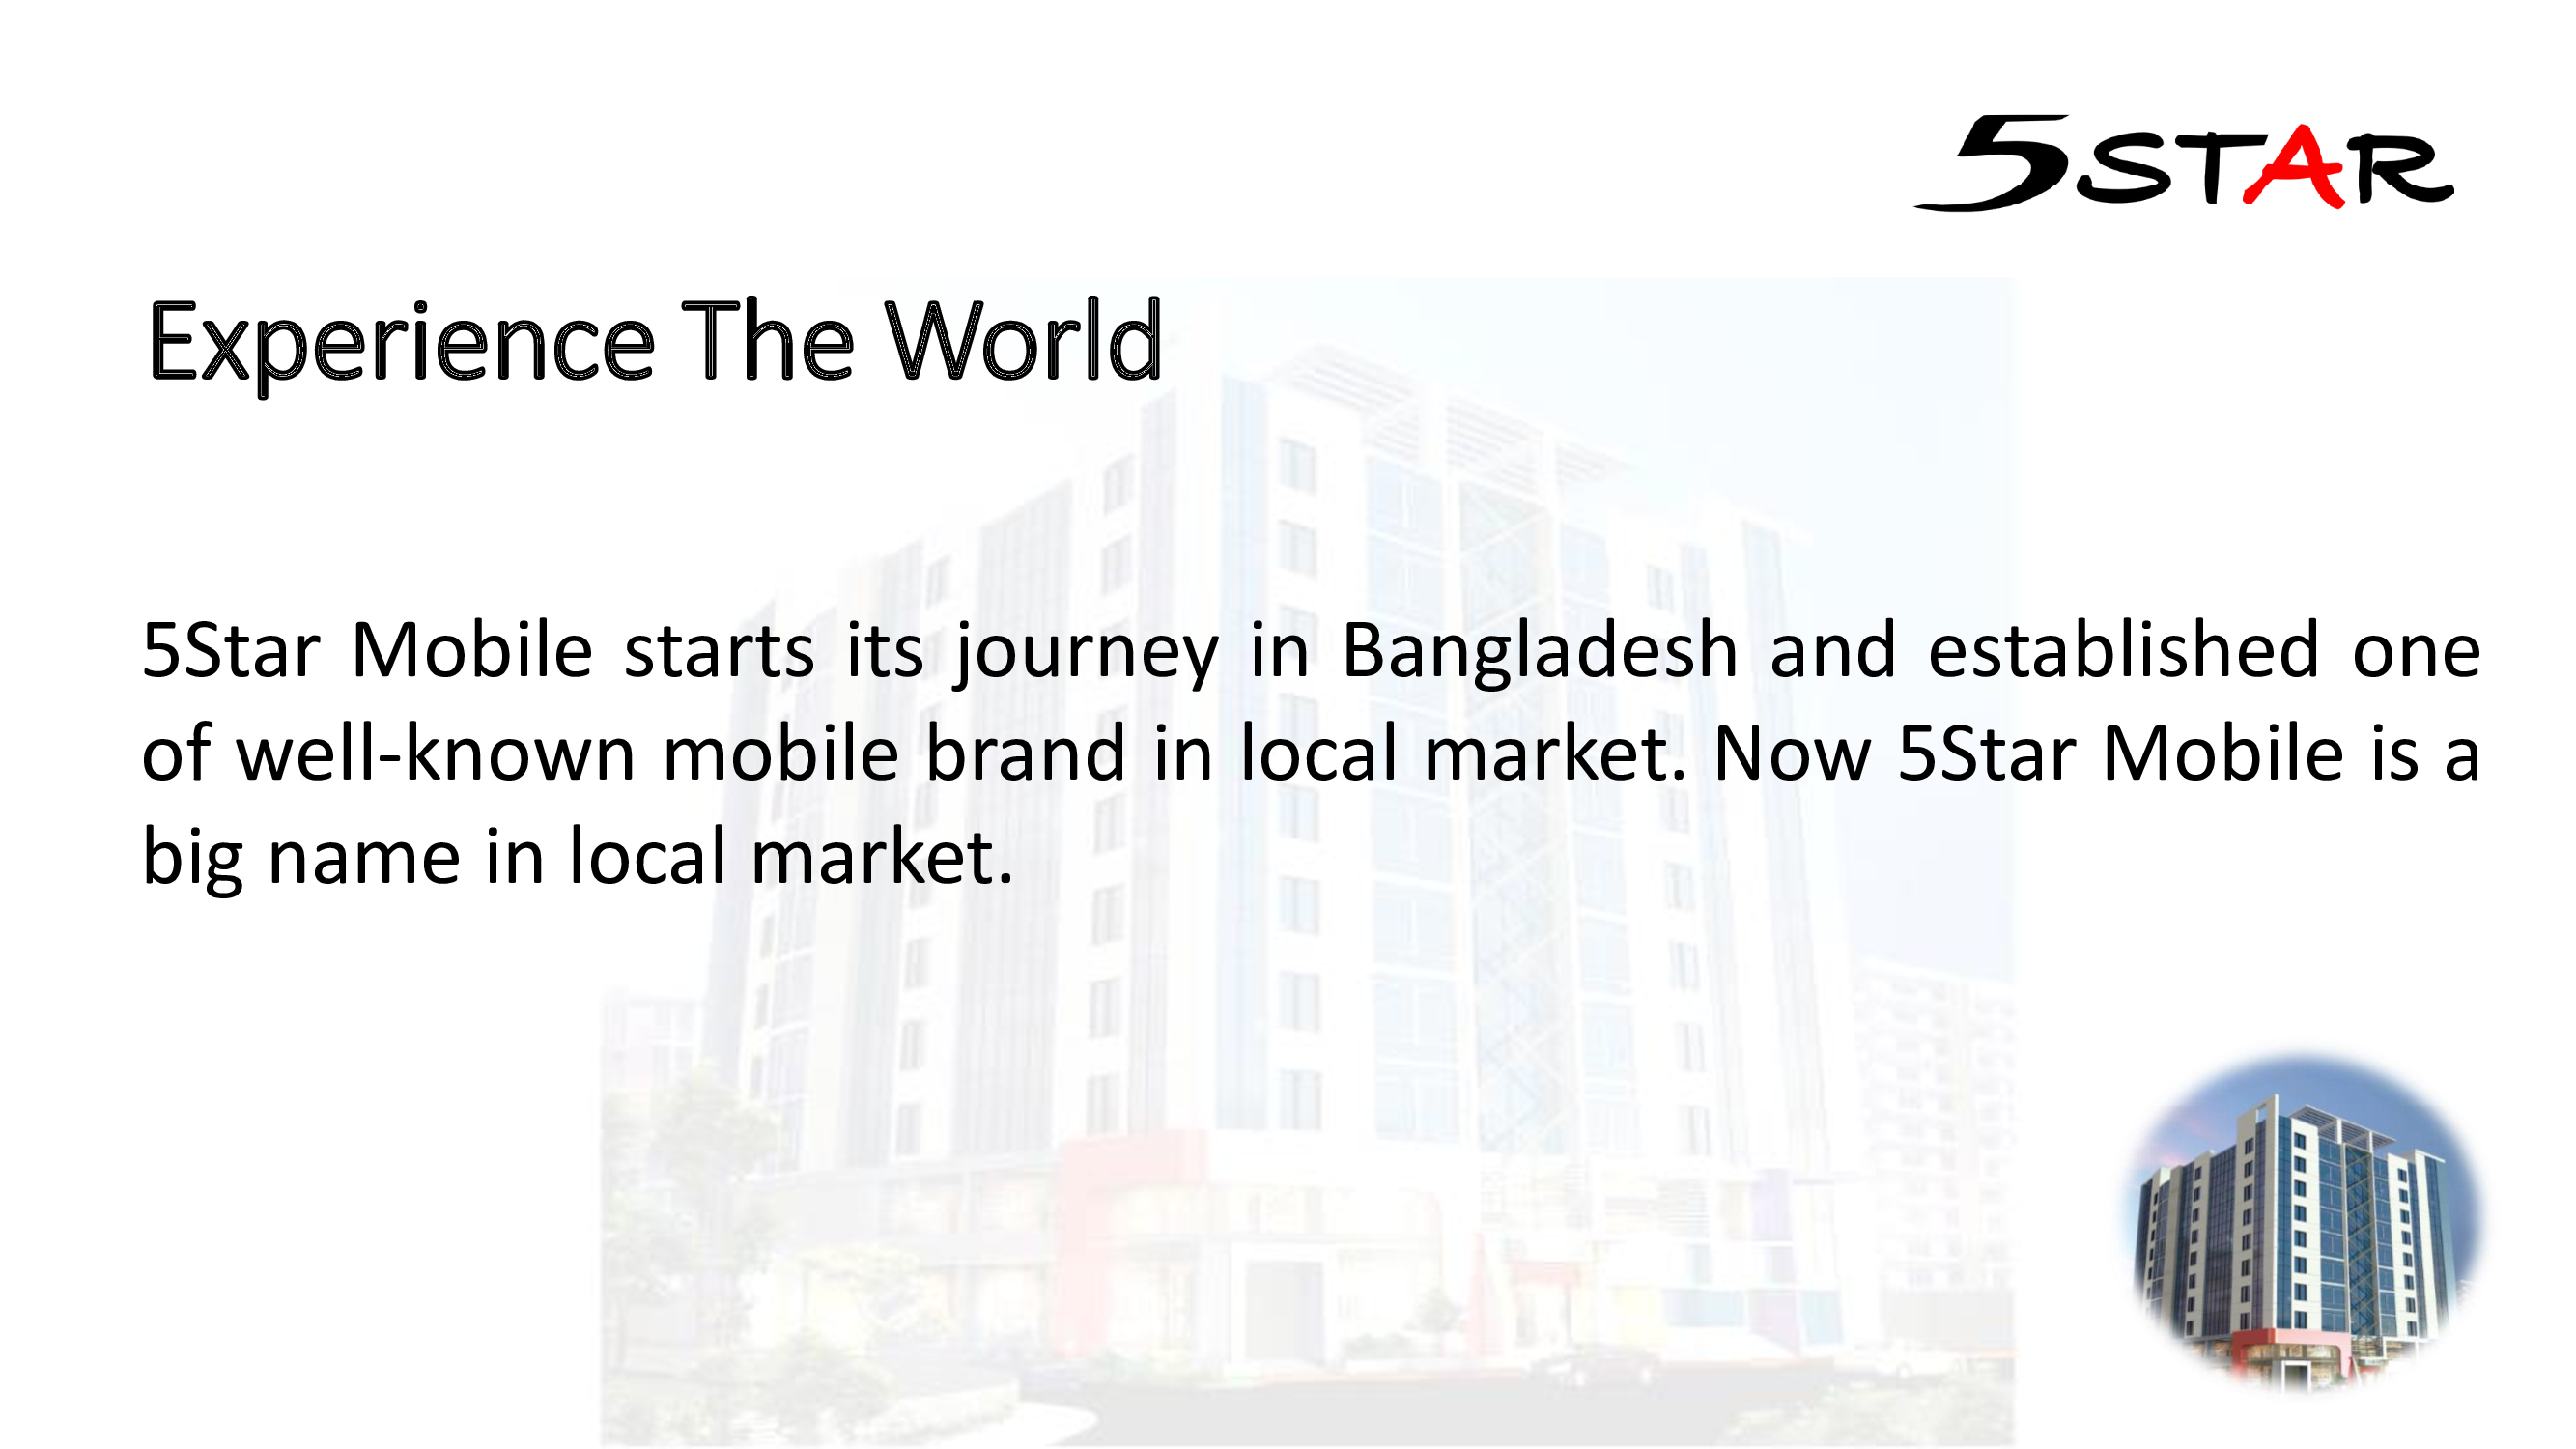 5STAR
Experience The World
5Star Mobile starts its journey in Bangladesh and established one
of well-known mobile brand in local market. Now 5Star Mobile is a
big name in local market.